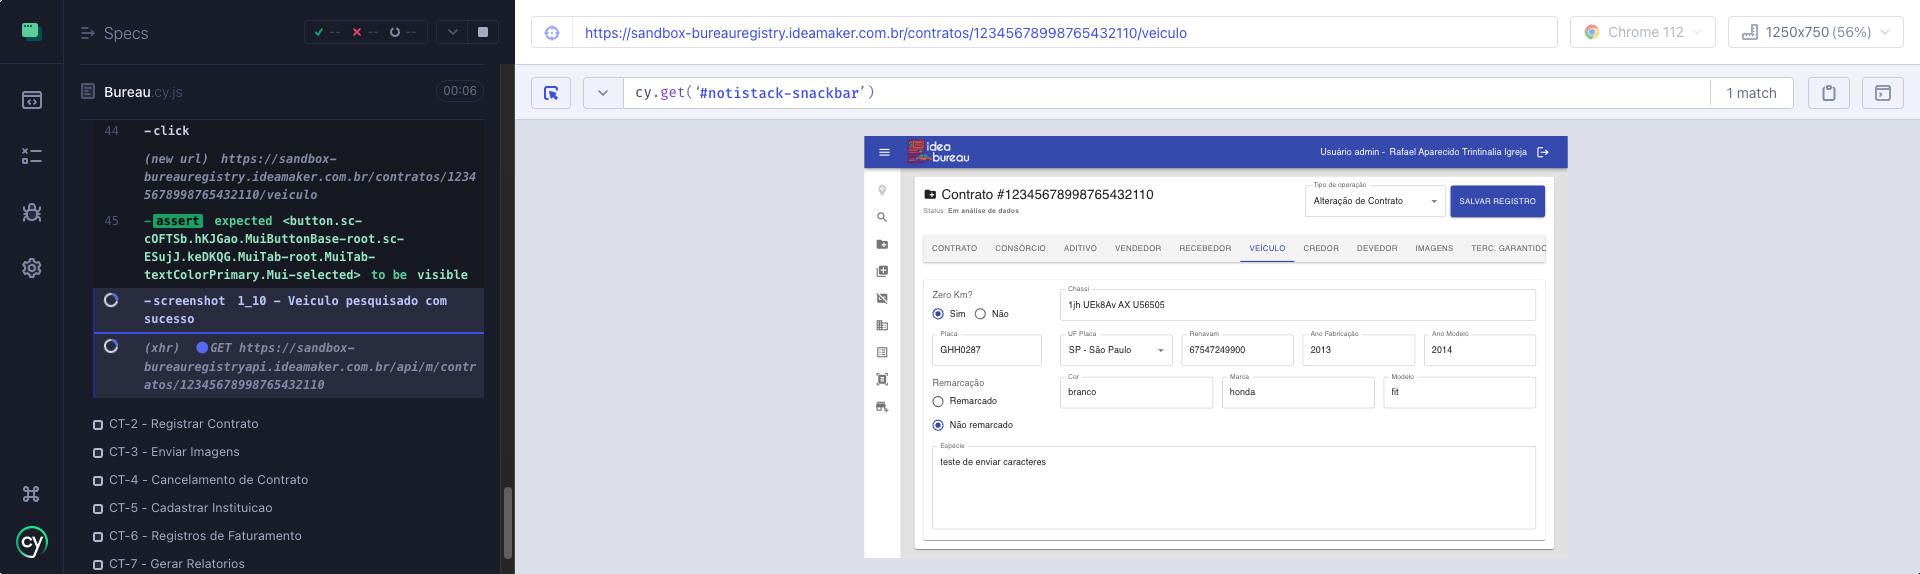 Specs
-- -- --
https://sandbox-bureauregistry.ideamaker.com.br/contratos/12345678998765432110/veiculo
Chrome 112
1250x750 (56%)
Bureau.cy.js
00:06
cy.get('#notistack-snackbar')
1 match
44 -click
(new url) https://sandbox-
bureauregistry.ideamaker.com.br/contratos/1234
5678998765432110/veiculo
45 -assert expected <button.sc-
cOFTSb.hKJGao.MuiButtonBase-root.sc-
ESujJ.keDKQG.MuiTab-root.MuiTab-
textColorPrimary.Mui-selected> to be visible
-screenshot 1_10 - Veiculo pesquisado com
sucesso
(xhr) GET https://sandbox-
bureauregistryapi.ideamaker.com.br/api/m/contr
atos/12345678998765432110
CT-2 - Registrar Contrato
CT-3 - Enviar Imagens
CT-4 - Cancelamento de Contrato
CT-5 - Cadastrar Instituicao
CT-6 - Registros de Faturamento
CT-7 - Gerar Relatorios
cy
idea
bureau
Usuário admin - Rafael Aparecido Trintinalia Igreja
Contrato #12345678998765432110
Status: Em análise de dados
Tipo de operação
Alteração de Contrato
SALVAR REGISTRO
CONTRATO CONSÓRCIO ADITIVO VENDEDOR RECEBEDOR VEÍCULO CREDOR DEVEDOR IMAGENS TERC. GARANTIDO
Zero Km?
Sim Não
Chassi
1jh UEk8Av AX U56505
Placa
GHH0287
UF Placa
SP - São Paulo
Renavam
67547249900
Ano Fabricação
2013
Ano Modelo
2014
Remarcação
Remarcado
Não remarcado
Cor
branco
Marca
honda
Modelo
fit
Espécie
teste de enviar caracteres